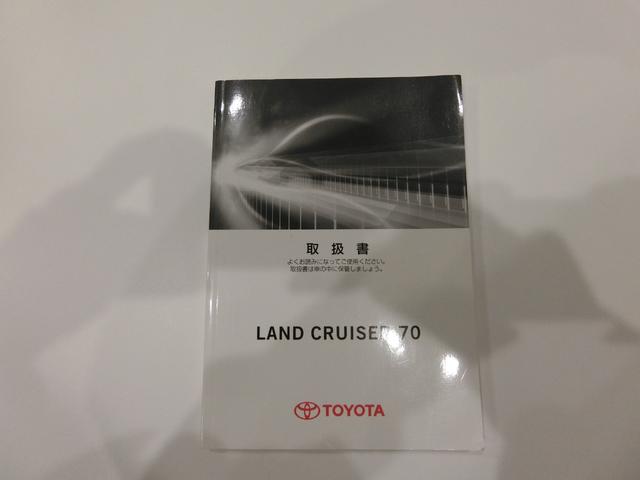 取扱書
よくお読みになってご使用ください。
取扱書は車の中に保管しましょう。
LAND CRUISER 70
TOYOTA